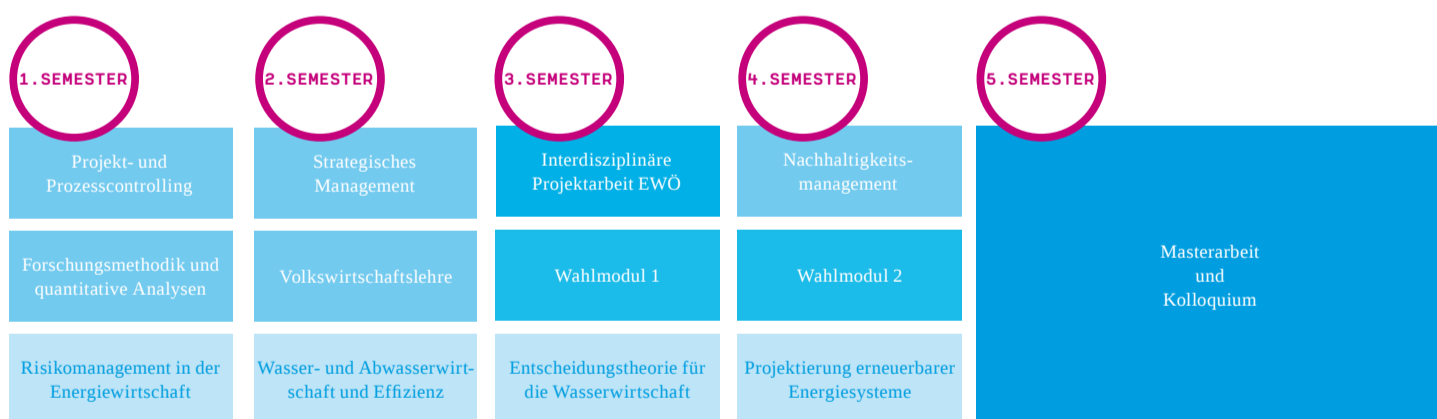 1.SEMESTER
Projekt- und
Prozesscontrolling
Forschungsmethodik und
quantitative Analysen
Risikomanagement in der
Energiewirtschaft
2.SEMESTER
Strategisches
Management
Volkswirtschaftslehre
Wasser- und Abwasserwirt-
schaft und Effizienz
3.SEMESTER
Interdisziplinäre
Projektarbeit EWÖ
Wahlmodul 1
Entscheidungstheorie für
die Wasserwirtschaft
4.SEMESTER
Nachhaltigkeits-
management
Wahlmodul 2
Projektierung erneuerbarer
Energiesysteme
5.SEMESTER
Masterarbeit
und
Kolloquium